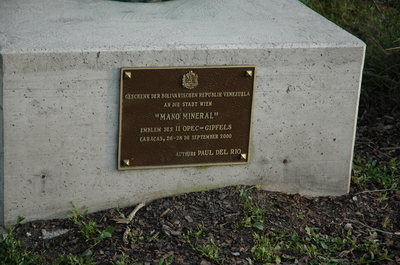 GESCHENK DER BOLIVARISCHEN REPUBLIK VENEZUELA
AN DIE STADT WIEN
"MANO MINERAL"
EMBLEM DES II OPEC - GIPFELS
CARACAS, 26-28 DE SEPTEMBER 2000
AUTHOR: PAUL DEL RIO